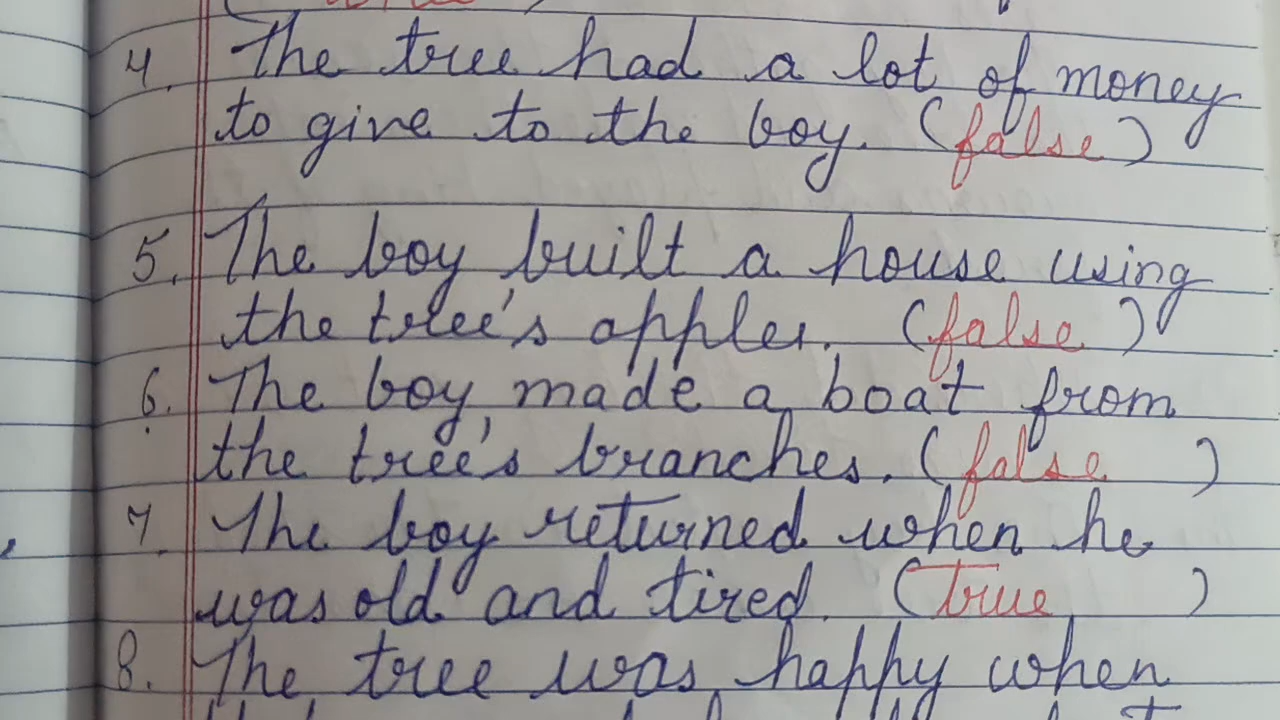 4. The tree had a lot of money
to give to the boy. (false)
5. The boy built a house using
the tree's apples. (false)
6. The boy made a boat from
the tree's branches. (false )
7. The boy returned when he
was old and tired. (true )
8. The tree was happy when